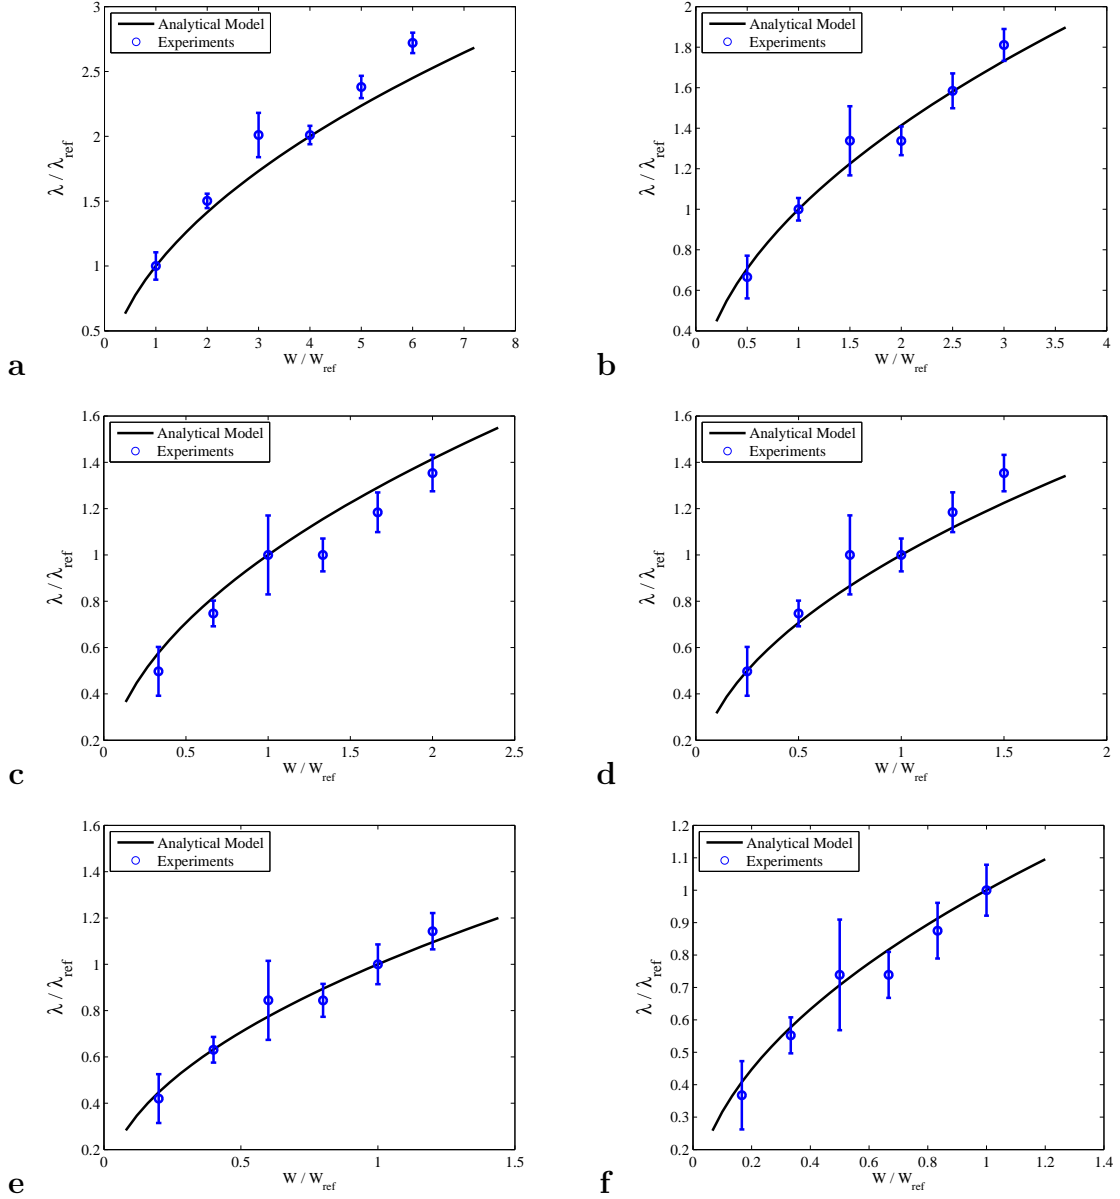 3
2.5
2
1.5
1
0.5
0 1 2 3 4 5 6 7 8
λ / λref
W / Wref
Analytical Model
Experiments
a
2
1.8
1.6
1.4
1.2
1
0.8
0.6
0.4
0 0.5 1 1.5 2 2.5 3 3.5 4
λ / λref
W / Wref
Analytical Model
Experiments
b
1.6
1.4
1.2
1
0.8
0.6
0.4
0.2
0 0.5 1 1.5 2 2.5
λ / λref
W / Wref
Analytical Model
Experiments
c
1.6
1.4
1.2
1
0.8
0.6
0.4
0.2
0 0.5 1 1.5 2
λ / λref
W / Wref
Analytical Model
Experiments
d
1.6
1.4
1.2
1
0.8
0.6
0.4
0.2
0 0.5 1 1.5
λ / λref
W / Wref
Analytical Model
Experiments
e
1.2
1.1
1
0.9
0.8
0.7
0.6
0.5
0.4
0.3
0.2
0 0.2 0.4 0.6 0.8 1 1.2 1.4
λ / λref
W / Wref
Analytical Model
Experiments
f